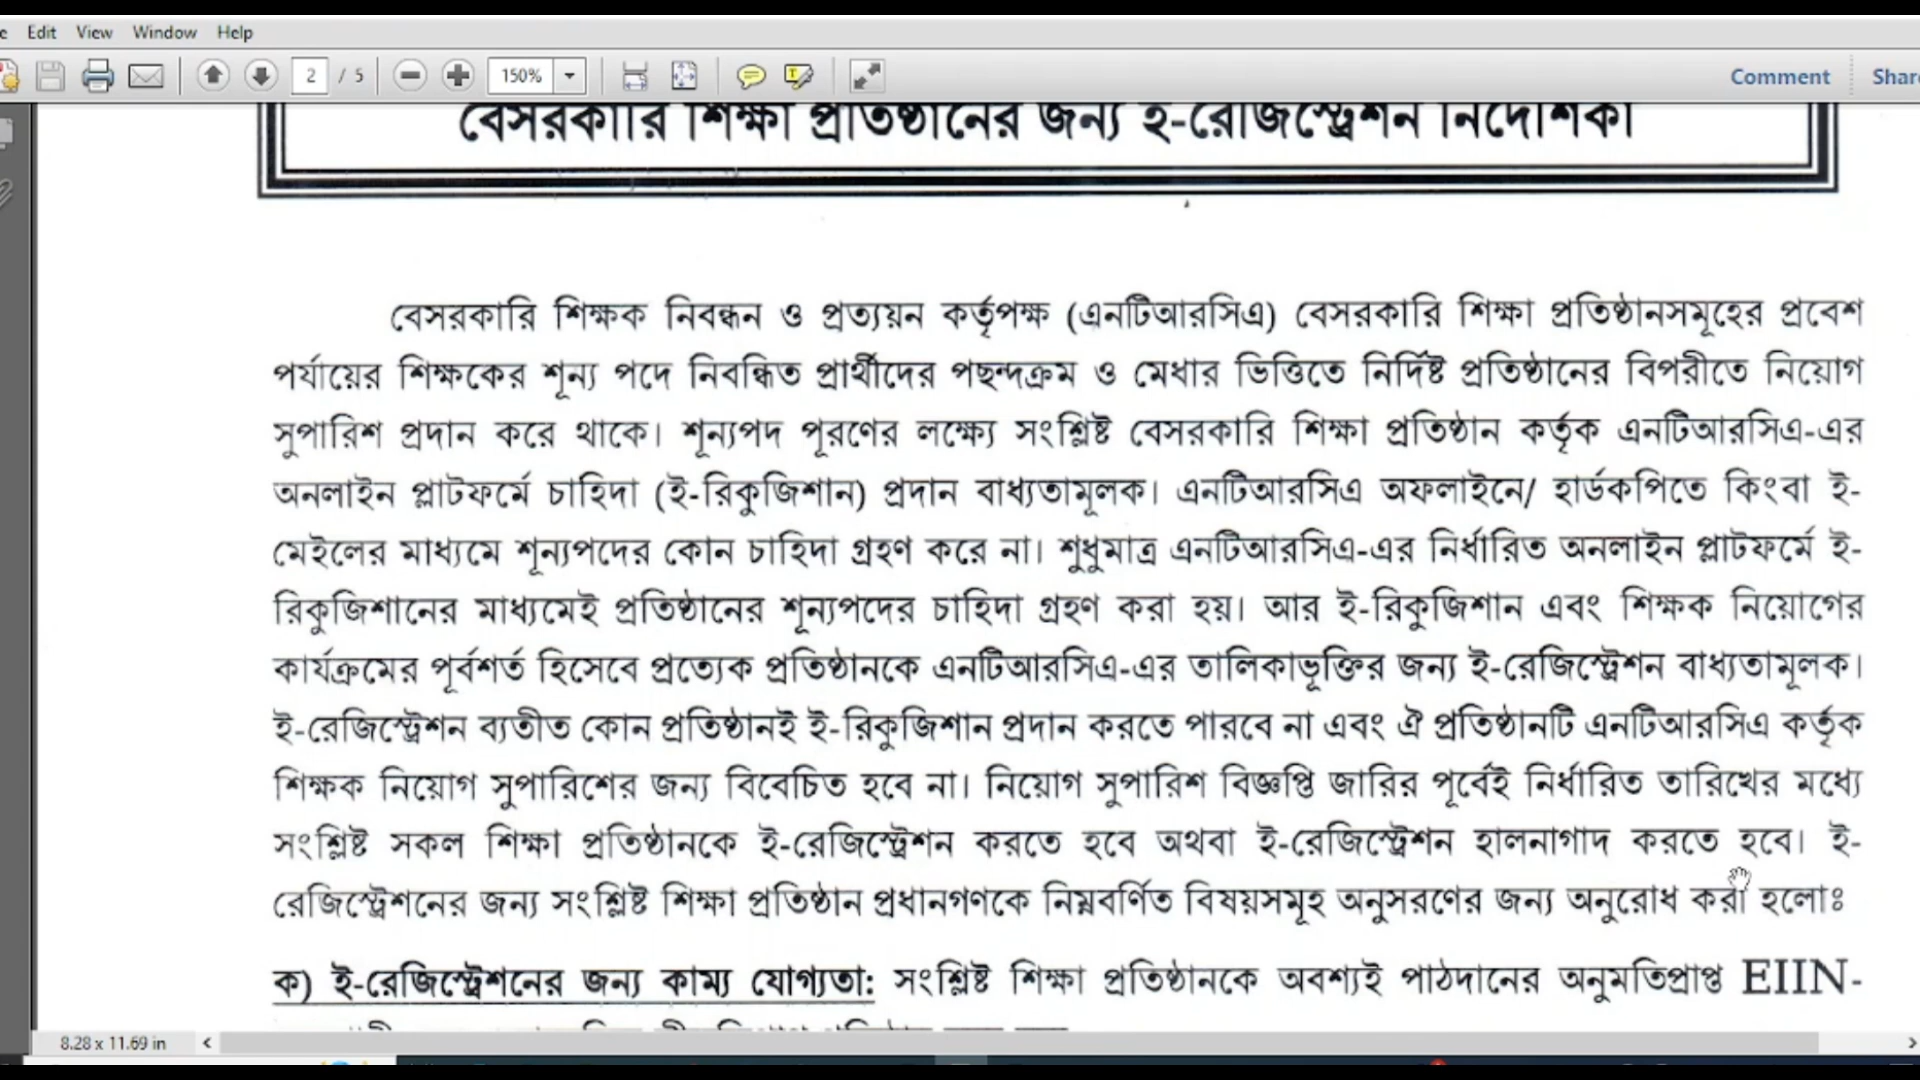 Edit View Window Help
2 / 5 150% Comment
বেসরকারি শিক্ষা প্রতিষ্ঠানের জন্য ই-রেজিস্ট্রেশন নির্দেশিকা
বেসরকারি শিক্ষক নিবন্ধন ও প্রত্যয়ন কর্তৃপক্ষ (এনটিআরসিএ) বেসরকারি শিক্ষা প্রতিষ্ঠানসমূহের প্রবেশ
পর্যায়ের শিক্ষকের শূন্য পদে নিবন্ধিত প্রার্থীদের পছন্দক্রম ও মেধার ভিত্তিতে নির্দিষ্ট প্রতিষ্ঠানের বিপরীতে নিয়োগ
সুপারিশ প্রদান করে থাকে। শূন্যপদ পূরণের লক্ষ্যে সংশ্লিষ্ট বেসরকারি শিক্ষা প্রতিষ্ঠান কর্তৃক এনটিআরসিএ-এর
অনলাইন প্লাটফর্মে চাহিদা (ই-রিকুজিশান) প্রদান বাধ্যতামূলক। এনটিআরসিএ অফলাইনে/ হার্ডকপিতে কিংবা ই-
মেইলের মাধ্যমে শূন্যপদের কোন চাহিদা গ্রহণ করে না। শুধুমাত্র এনটিআরসিএ-এর নির্ধারিত অনলাইন প্লাটফর্মে ই-
রিকুজিশানের মাধ্যমেই প্রতিষ্ঠানের শূন্যপদের চাহিদা গ্রহণ করা হয়। আর ই-রিকুজিশান এবং শিক্ষক নিয়োগের
কার্যক্রমের পূর্বশর্ত হিসেবে প্রত্যেক প্রতিষ্ঠানকে এনটিআরসিএ-এর তালিকাভূক্তির জন্য ই-রেজিস্ট্রেশন বাধ্যতামূলক।
ই-রেজিস্ট্রেশন ব্যতীত কোন প্রতিষ্ঠানই ই-রিকুজিশান প্রদান করতে পারবে না এবং ঐ প্রতিষ্ঠানটি এনটিআরসিএ কর্তৃক
শিক্ষক নিয়োগ সুপারিশের জন্য বিবেচিত হবে না। নিয়োগ সুপারিশ বিজ্ঞপ্তি জারির পূর্বেই নির্ধারিত তারিখের মধ্যে
সংশ্লিষ্ট সকল শিক্ষা প্রতিষ্ঠানকে ই-রেজিস্ট্রেশন করতে হবে অথবা ই-রেজিস্ট্রেশন হালনাগাদ করতে হবে। ই-
রেজিস্ট্রেশনের জন্য সংশ্লিষ্ট শিক্ষা প্রতিষ্ঠান প্রধানগণকে নিম্নবর্ণিত বিষয়সমূহ অনুসরণের জন্য অনুরোধ করা হলোঃ
ক) ই-রেজিস্ট্রেশনের জন্য কাম্য যোগ্যতা: সংশ্লিষ্ট শিক্ষা প্রতিষ্ঠানকে অবশ্যই পাঠদানের অনুমতিপ্রাপ্ত EIIN-
8.28 x 11.69 in